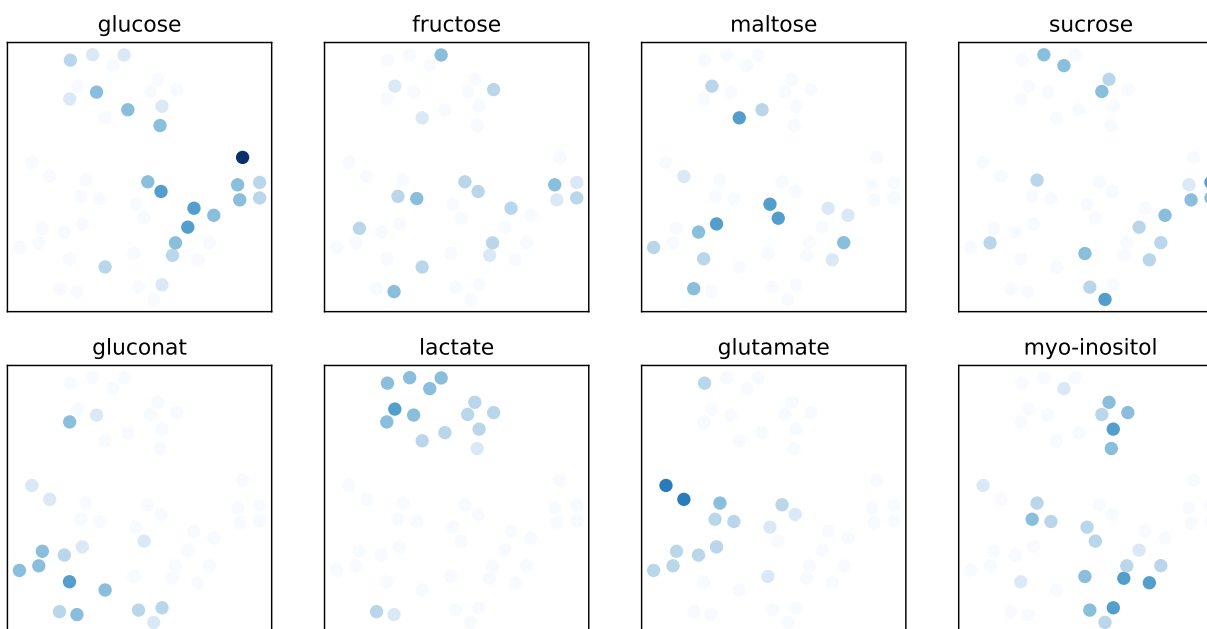 glucose
fructose
maltose
sucrose
gluconat
lactate
glutamate
myo-inositol